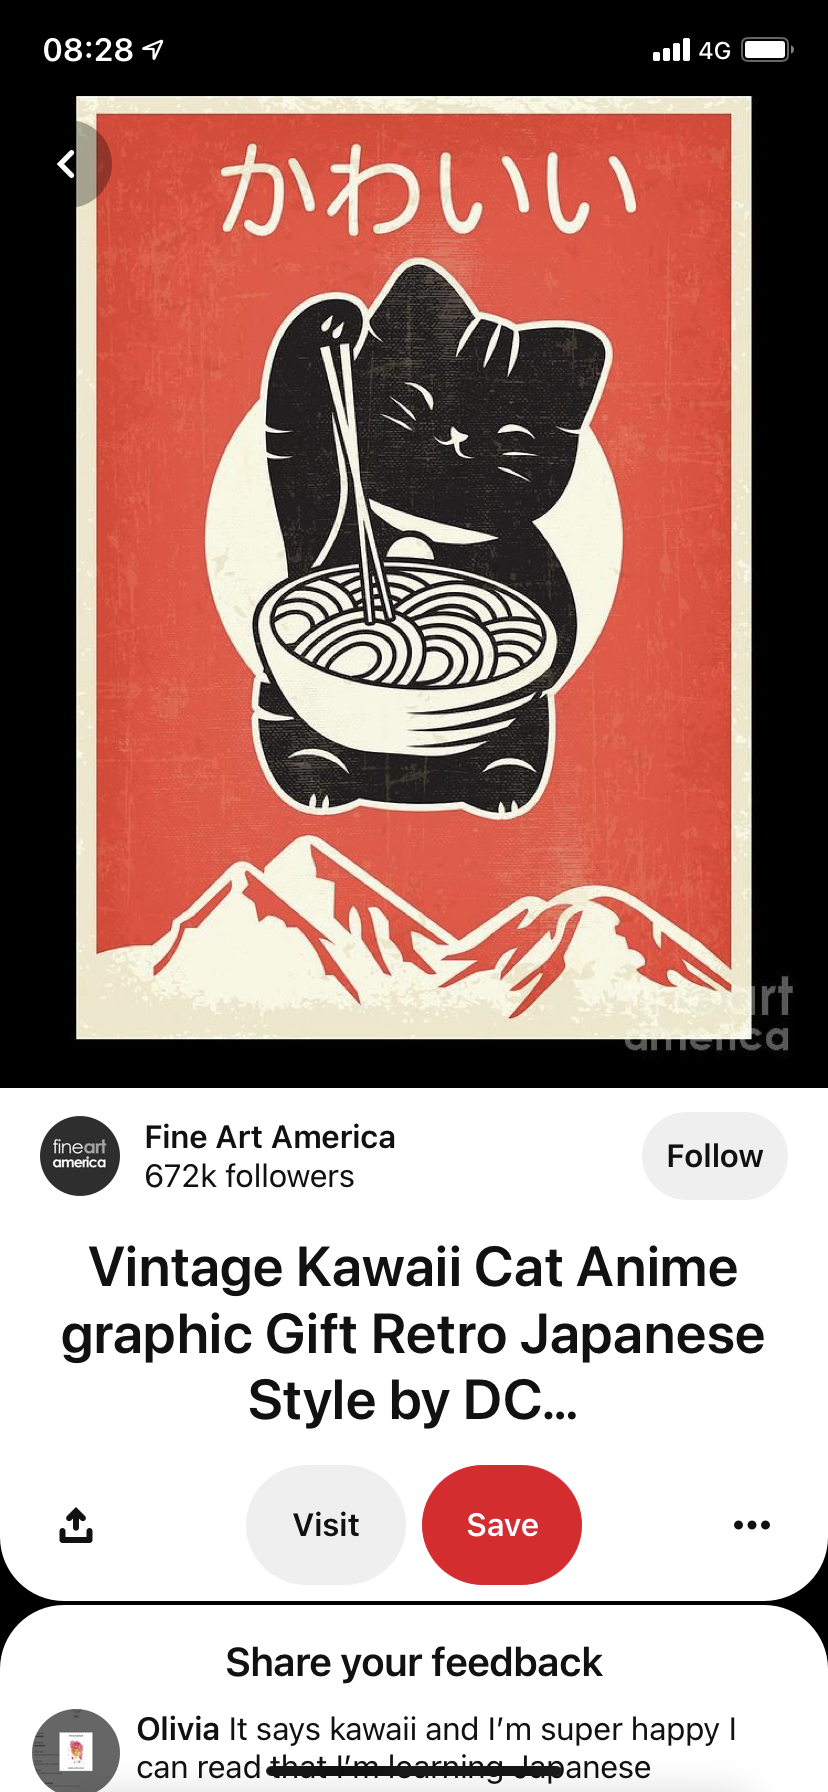 08:28
4G
かわいい
fine art
america
fineart
america
Fine Art America
672k followers
Follow
Vintage Kawaii Cat Anime
graphic Gift Retro Japanese
Style by DC...
Visit
Save
Share your feedback
Olivia It says kawaii and I'm super happy I
can read that I'm learning Japanese